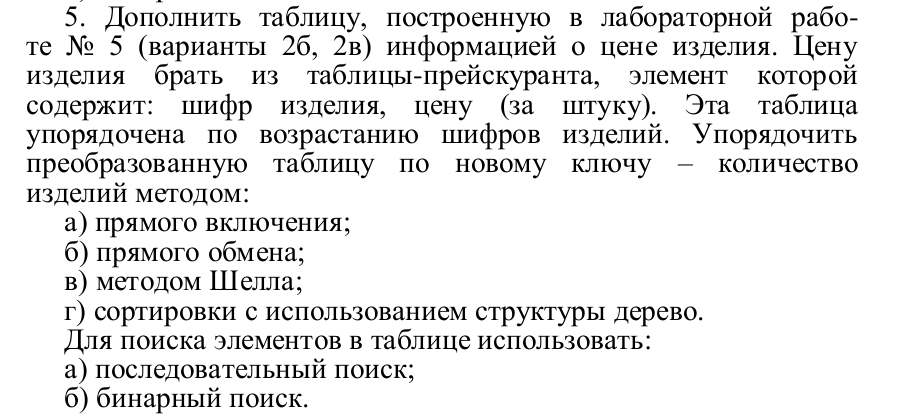 5. Дополнить таблицу, построенную в лабораторной рабо-
те № 5 (варианты 2б, 2в) информацией о цене изделия. Цену
изделия брать из таблицы-прейскуранта, элемент которой
содержит: шифр изделия, цену (за штуку). Эта таблица
упорядочена по возрастанию шифров изделий. Упорядочить
преобразованную таблицу по новому ключу – количество
изделий методом:
а) прямого включения;
б) прямого обмена;
в) методом Шелла;
г) сортировки с использованием структуры дерево.
Для поиска элементов в таблице использовать:
а) последовательный поиск;
б) бинарный поиск.